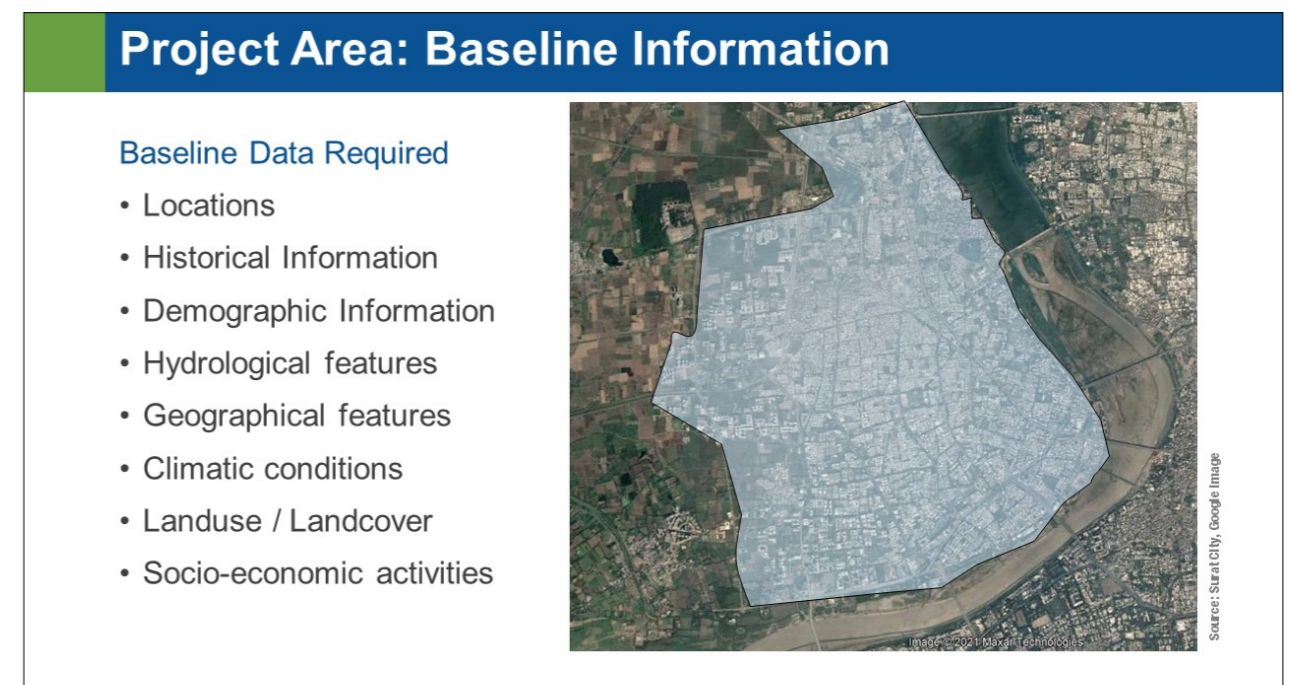 Project Area: Baseline Information
Baseline Data Required
• Locations
• Historical Information
• Demographic Information
• Hydrological features
• Geographical features
• Climatic conditions
• Landuse / Landcover
• Socio-economic activities
Image © 2021 Maxar Technologies
Source: Surat City, Google Image